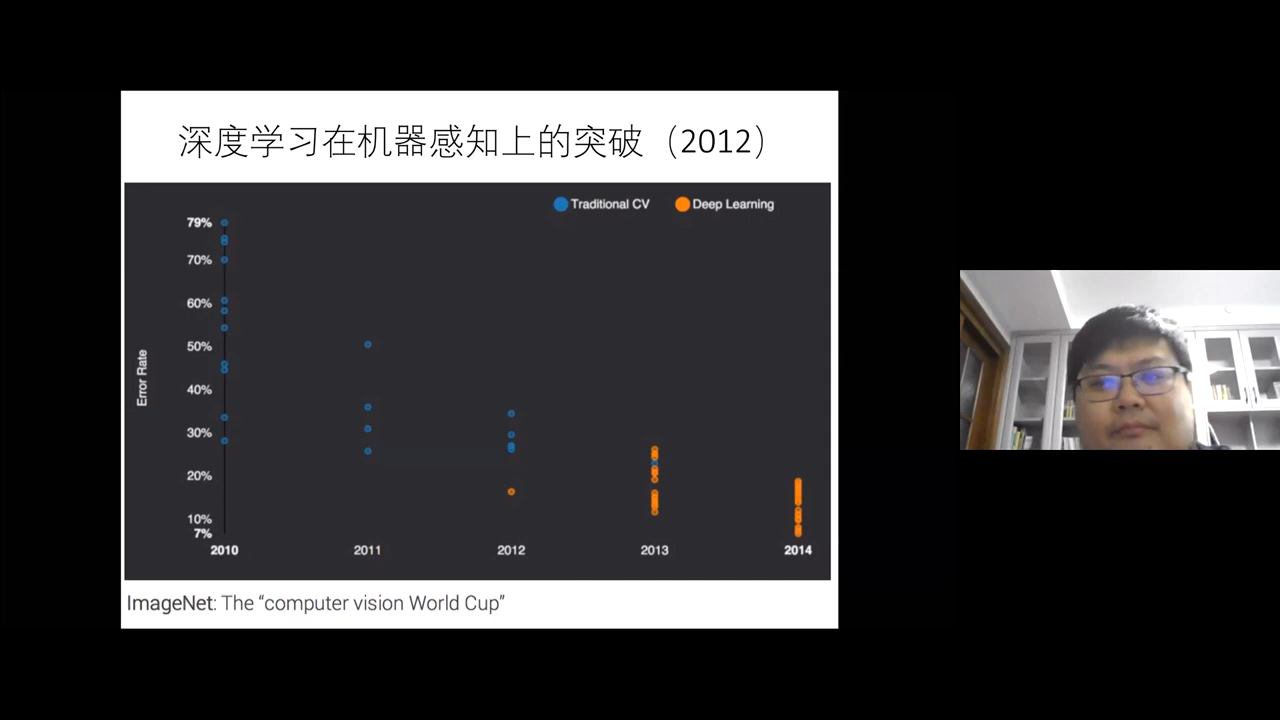 深度学习在机器感知上的突破（2012）
Traditional CV
Deep Learning
79%
70%
60%
50%
40%
30%
20%
10%
7%
Error Rate
2010
2011
2012
2013
2014
ImageNet: The “computer vision World Cup”